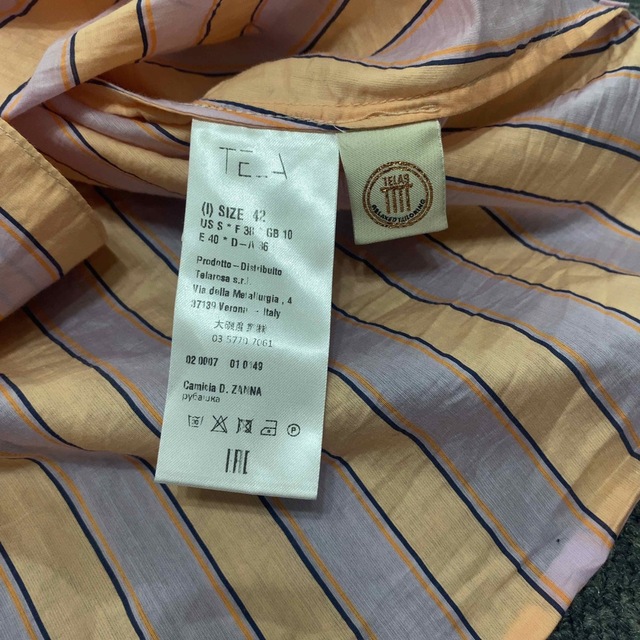 TELA
(I) SIZE 42
US S * F 38 * GB 10
E 40 * D-A 36
Prodotto - Distribuito
Telarosa s.r.l.
Via della Metallurgia, 4
37139 Verona - Italy
03 5770 7061
02 0007 01 0149
Camicia D. ZANNA
рубашка
EAC
TELAS